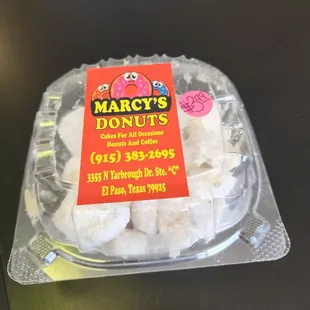 MARCY'S
DONUTS
Cakes For All Occasions
Donuts And Coffee
(915) 383-2695
3355 N Yarbrough Dr. Ste. "C"
El Paso, Texas 79925